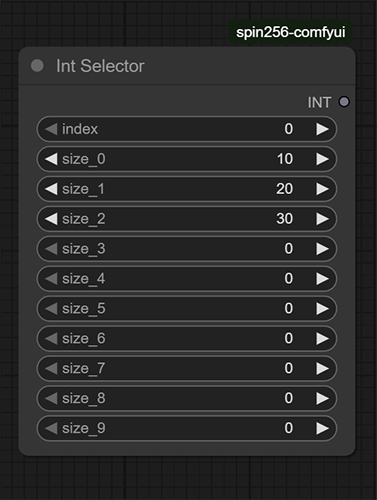 spin256-comfyui
Int Selector
INT
index 0
size_0 10
size_1 20
size_2 30
size_3 0
size_4 0
size_5 0
size_6 0
size_7 0
size_8 0
size_9 0